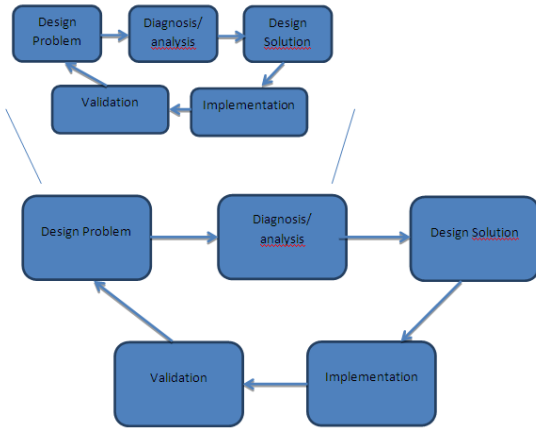 Design
Problem
Diagnosis/
analysis
Design
Solution
Validation
Implementation
Design Problem
Diagnosis/
analysis
Design Solution
Validation
Implementation